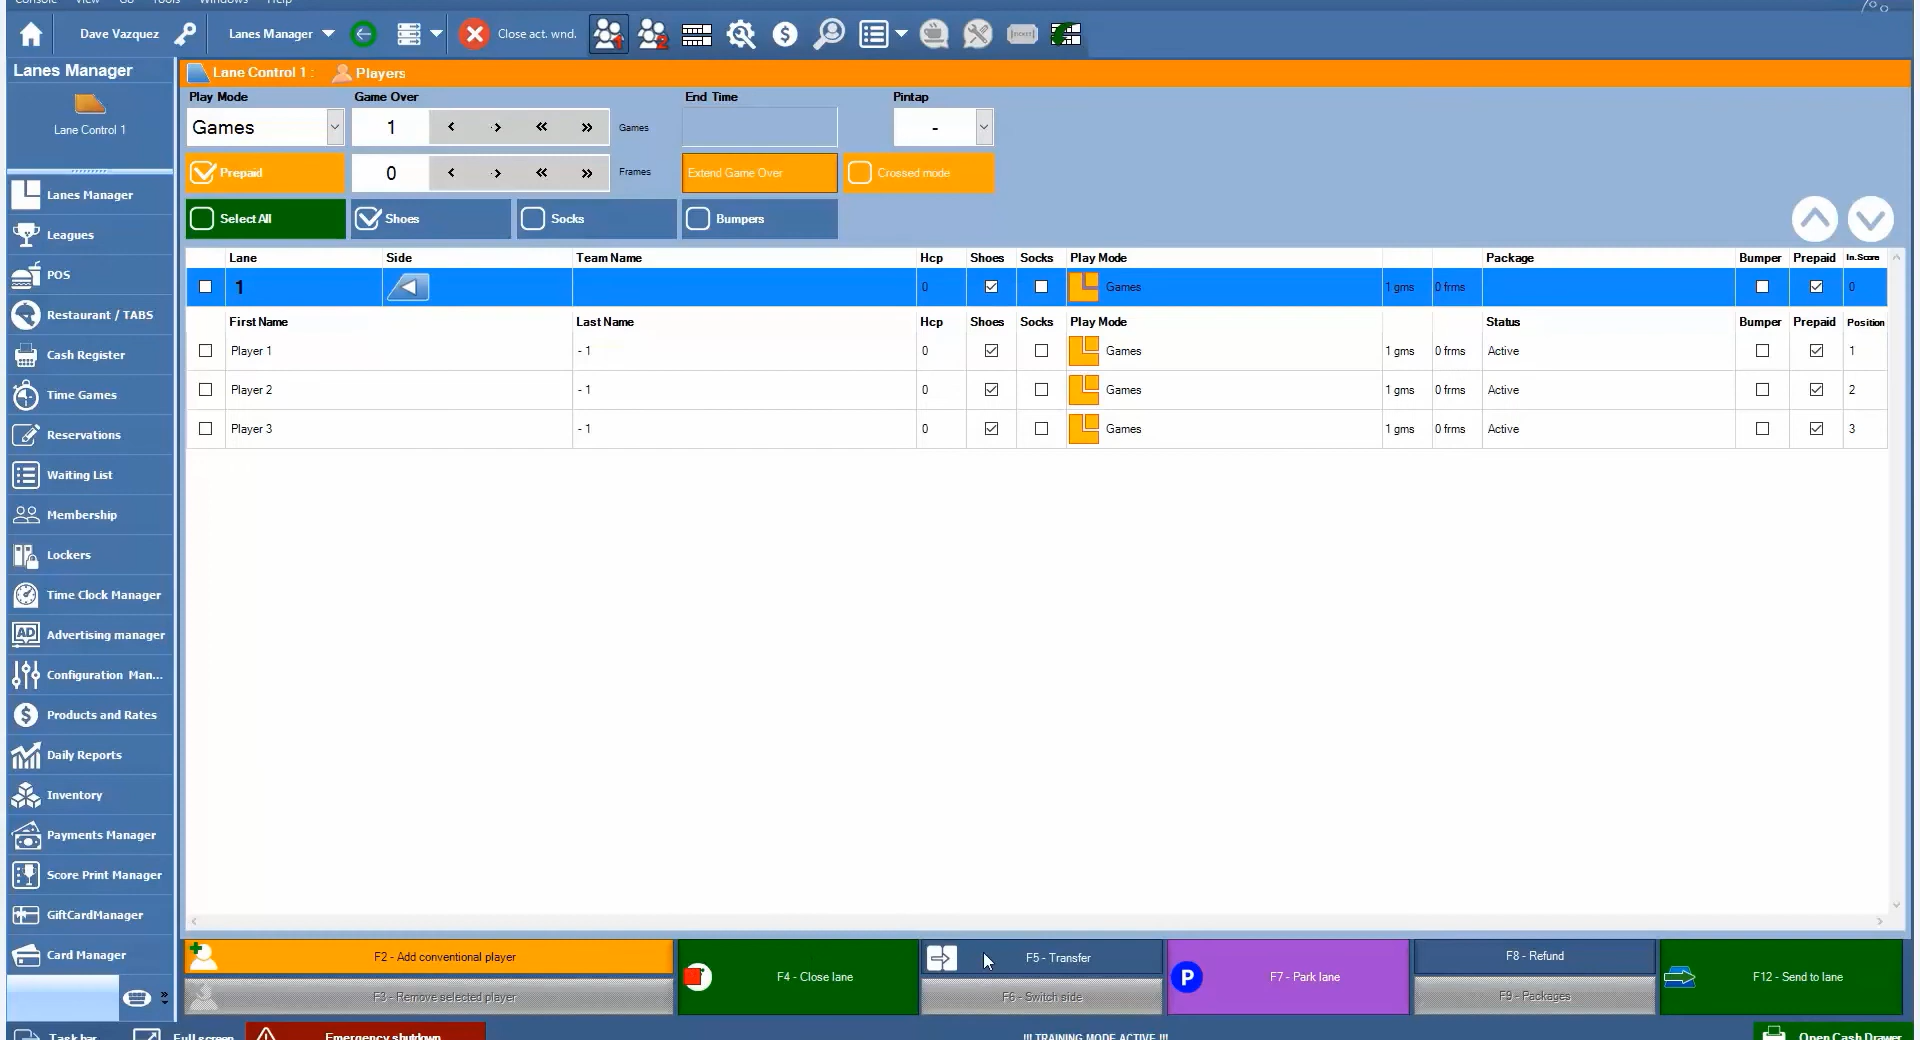 Console View Go Tools Windows Help
Dave Vazquez Lanes Manager Close act. wnd.
Lanes Manager
Lane Control 1
Lane Control 1 : Players
Play Mode Game Over End Time Pintap
Games 1 Games -
Prepaid 0 Frames Extend Game Over Crossed mode
Select All Shoes Socks Bumpers
Lane Side Team Name Hcp Shoes Socks Play Mode Package Bumper Prepaid In.Score
1 0 Games 1 gms 0 frms 0
First Name Last Name Hcp Shoes Socks Play Mode Status Bumper Prepaid Position
Player 1 - 1 0 Games 1 gms 0 frms Active 1
Player 2 - 1 0 Games 1 gms 0 frms Active 2
Player 3 - 1 0 Games 1 gms 0 frms Active 3
Lanes Manager
Leagues
POS
Restaurant / TABS
Cash Register
Time Games
Reservations
Waiting List
Membership
Lockers
Time Clock Manager
Advertising manager
Configuration Man...
Products and Rates
Daily Reports
Inventory
Payments Manager
Score Print Manager
GiftCardManager
Card Manager
F2 - Add conventional player
F3 - Remove selected player
F4 - Close lane
F5 - Transfer
F6 - Switch side
P F7 - Park lane
F8 - Refund
F9 - Packages
F12 - Send to lane
Task bar Full screen Emergency shutdown !!! TRAINING MODE ACTIVE !!! Open Cash Drawer